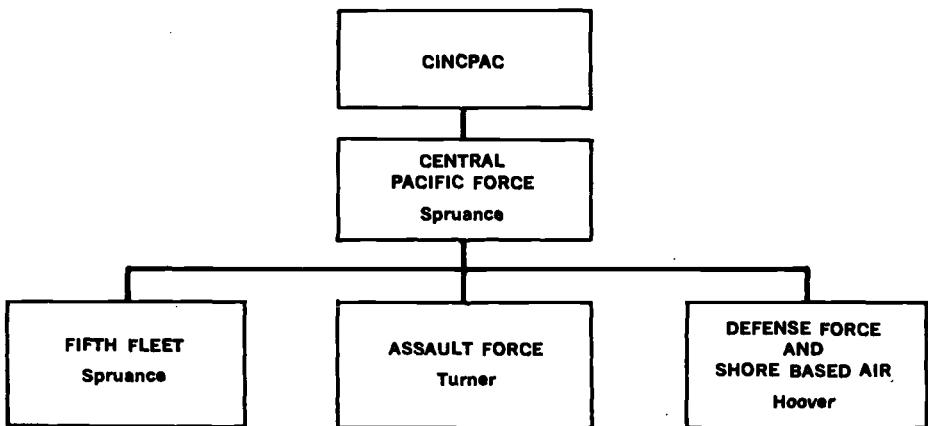 CINCPAC
CENTRAL
PACIFIC FORCE
Spruance
FIFTH FLEET
Spruance
ASSAULT FORCE
Turner
DEFENSE FORCE
AND
SHORE BASED AIR
Hoover